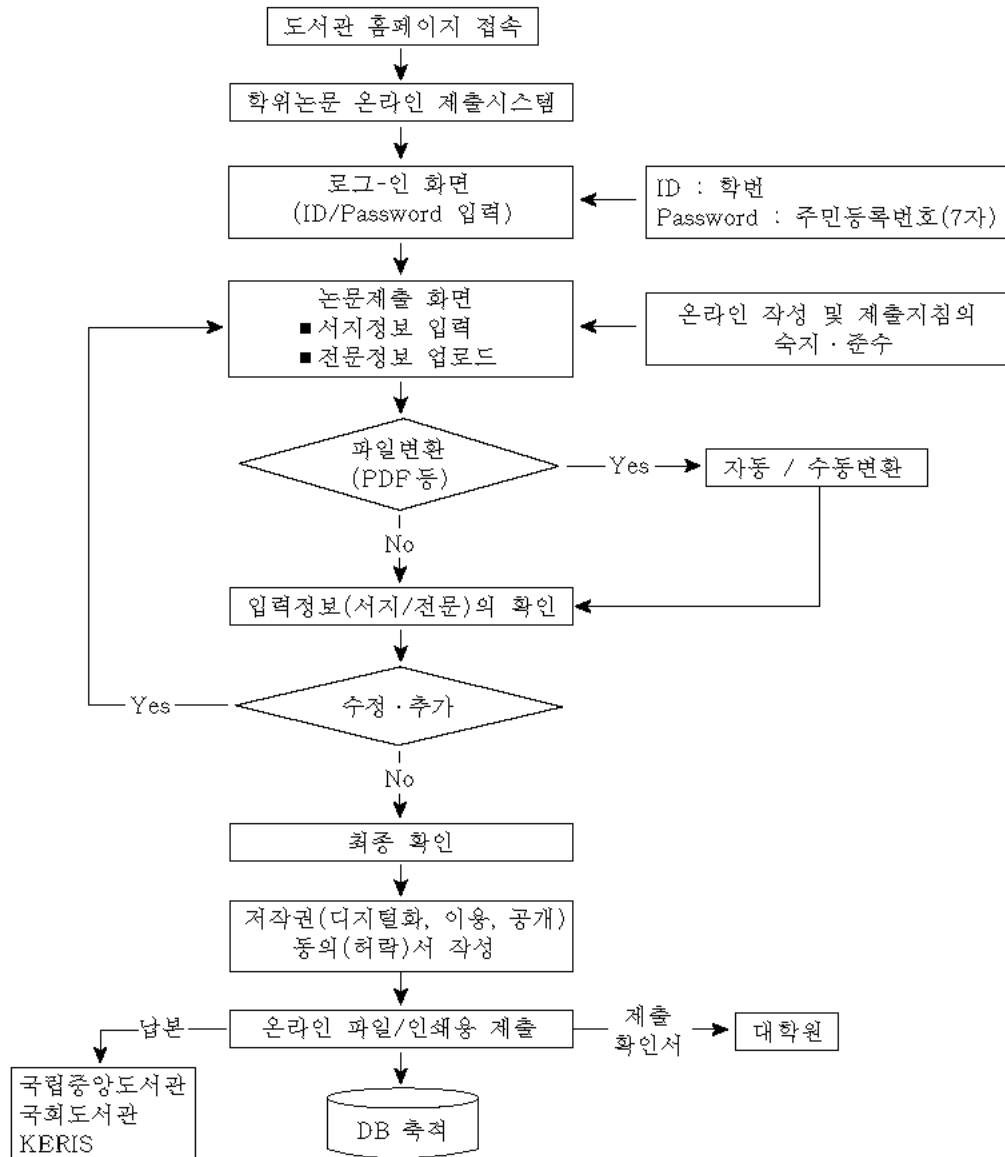 도서관 홈페이지 접속
학위논문 온라인 제출시스템
로그-인 화면
(ID/Password 입력)
ID : 학번
Password : 주민등록번호(7자)
논문제출 화면
■ 서지정보 입력
■ 전문정보 업로드
온라인 작성 및 제출지침의
숙지·준수
파일변환
(PDF등)
Yes
자동 / 수동변환
No
입력정보(서지/전문)의 확인
Yes
수정·추가
No
최종 확인
저작권(디지털화, 이용, 공개)
동의(허락)서 작성
납본
온라인 파일/인쇄용 제출
제출
확인서
대학원
국립중앙도서관
국회도서관
KERIS
DB 축적